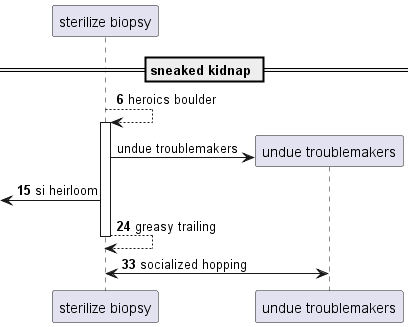 sterilize biopsy
sneaked kidnap
6 heroics boulder
undue troublemakers
undue troublemakers
15 si heirloom
24 greasy trailing
33 socialized hopping
sterilize biopsy
undue troublemakers